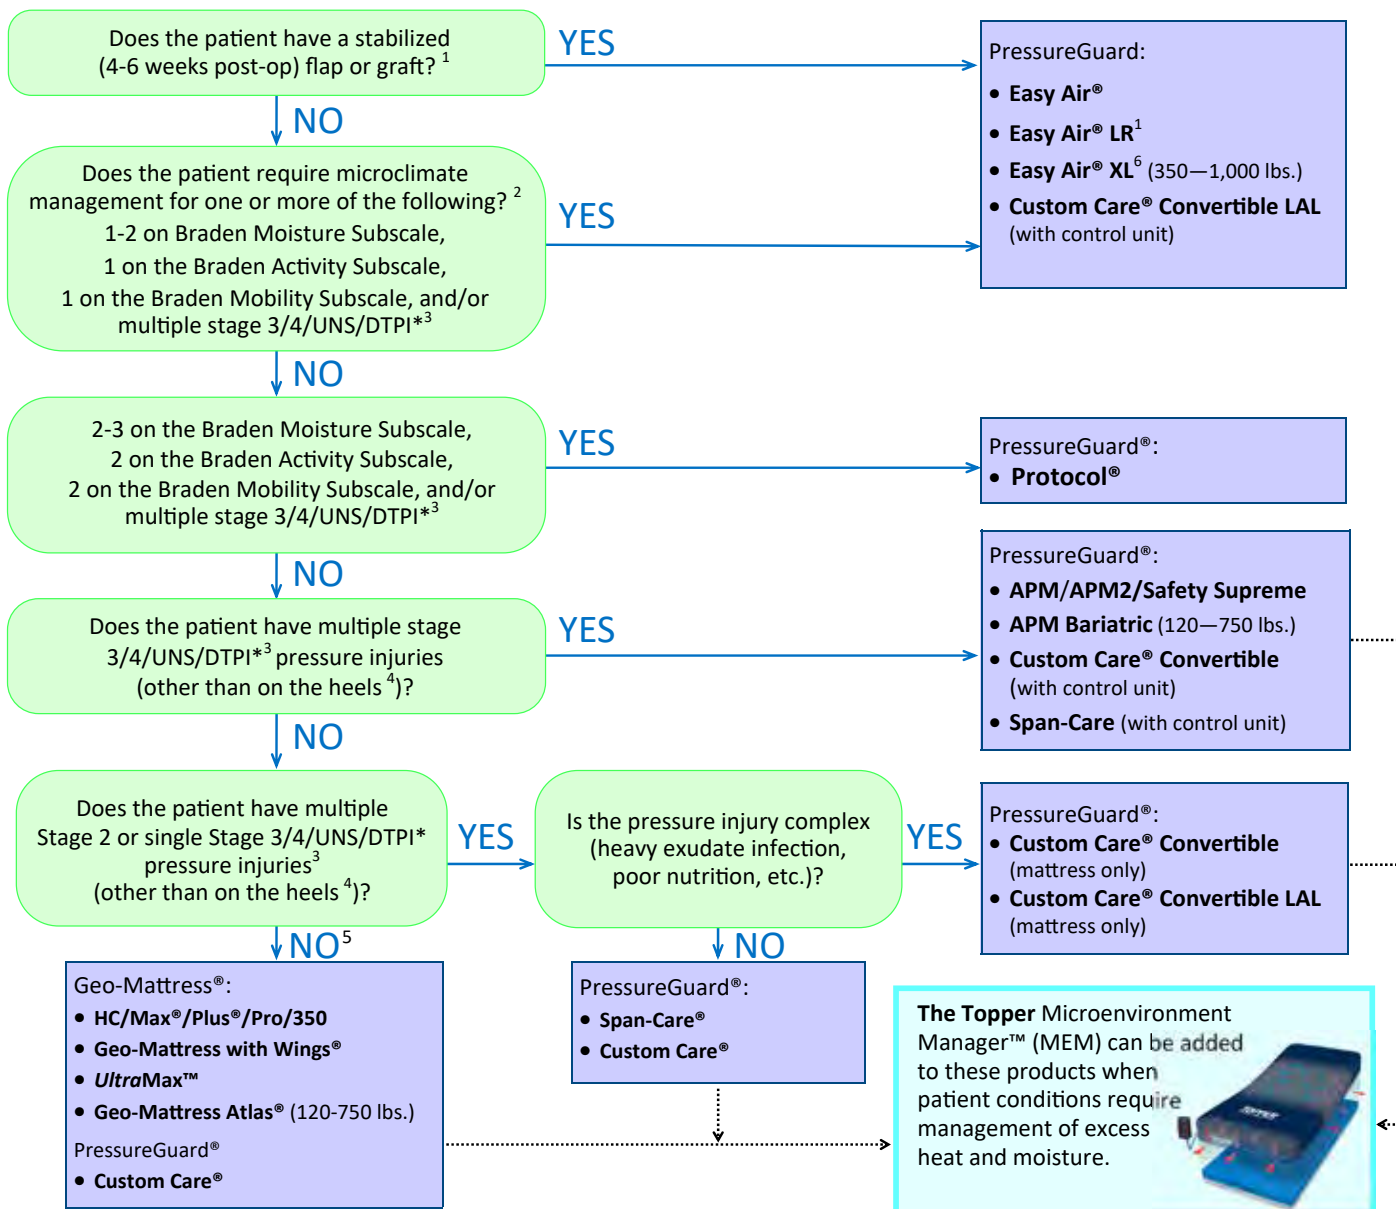 Does the patient have a stabilized
(4-6 weeks post-op) flap or graft? 1
YES
NO
PressureGuard:
• Easy Air®
• Easy Air® LR1
• Easy Air® XL6 (350—1,000 lbs.)
• Custom Care® Convertible LAL
(with control unit)
Does the patient require microclimate
management for one or more of the following? 2
1-2 on Braden Moisture Subscale,
1 on the Braden Activity Subscale,
1 on the Braden Mobility Subscale, and/or
multiple stage 3/4/UNS/DTPI*3
YES
NO
2-3 on the Braden Moisture Subscale,
2 on the Braden Activity Subscale,
2 on the Braden Mobility Subscale, and/or
multiple stage 3/4/UNS/DTPI*3
YES
NO
PressureGuard®:
• Protocol®
Does the patient have multiple stage
3/4/UNS/DTPI*3 pressure injuries
(other than on the heels 4)?
YES
NO
PressureGuard®:
• APM/APM2/Safety Supreme
• APM Bariatric (120—750 lbs.)
• Custom Care® Convertible
(with control unit)
• Span-Care (with control unit)
Does the patient have multiple
Stage 2 or single Stage 3/4/UNS/DTPI*
pressure injuries3
(other than on the heels 4)?
YES
NO5
Is the pressure injury complex
(heavy exudate infection,
poor nutrition, etc.)?
YES
NO
PressureGuard®:
• Custom Care® Convertible
(mattress only)
• Custom Care® Convertible LAL
(mattress only)
Geo-Mattress®:
• HC/Max®/Plus®/Pro/350
• Geo-Mattress with Wings®
• UltraMax™
• Geo-Mattress Atlas® (120-750 lbs.)
PressureGuard®
• Custom Care®
PressureGuard®:
• Span-Care®
• Custom Care®
The Topper Microenvironment
Manager™ (MEM) can be added
to these products when
patient conditions require
management of excess
heat and moisture.
TOPPER